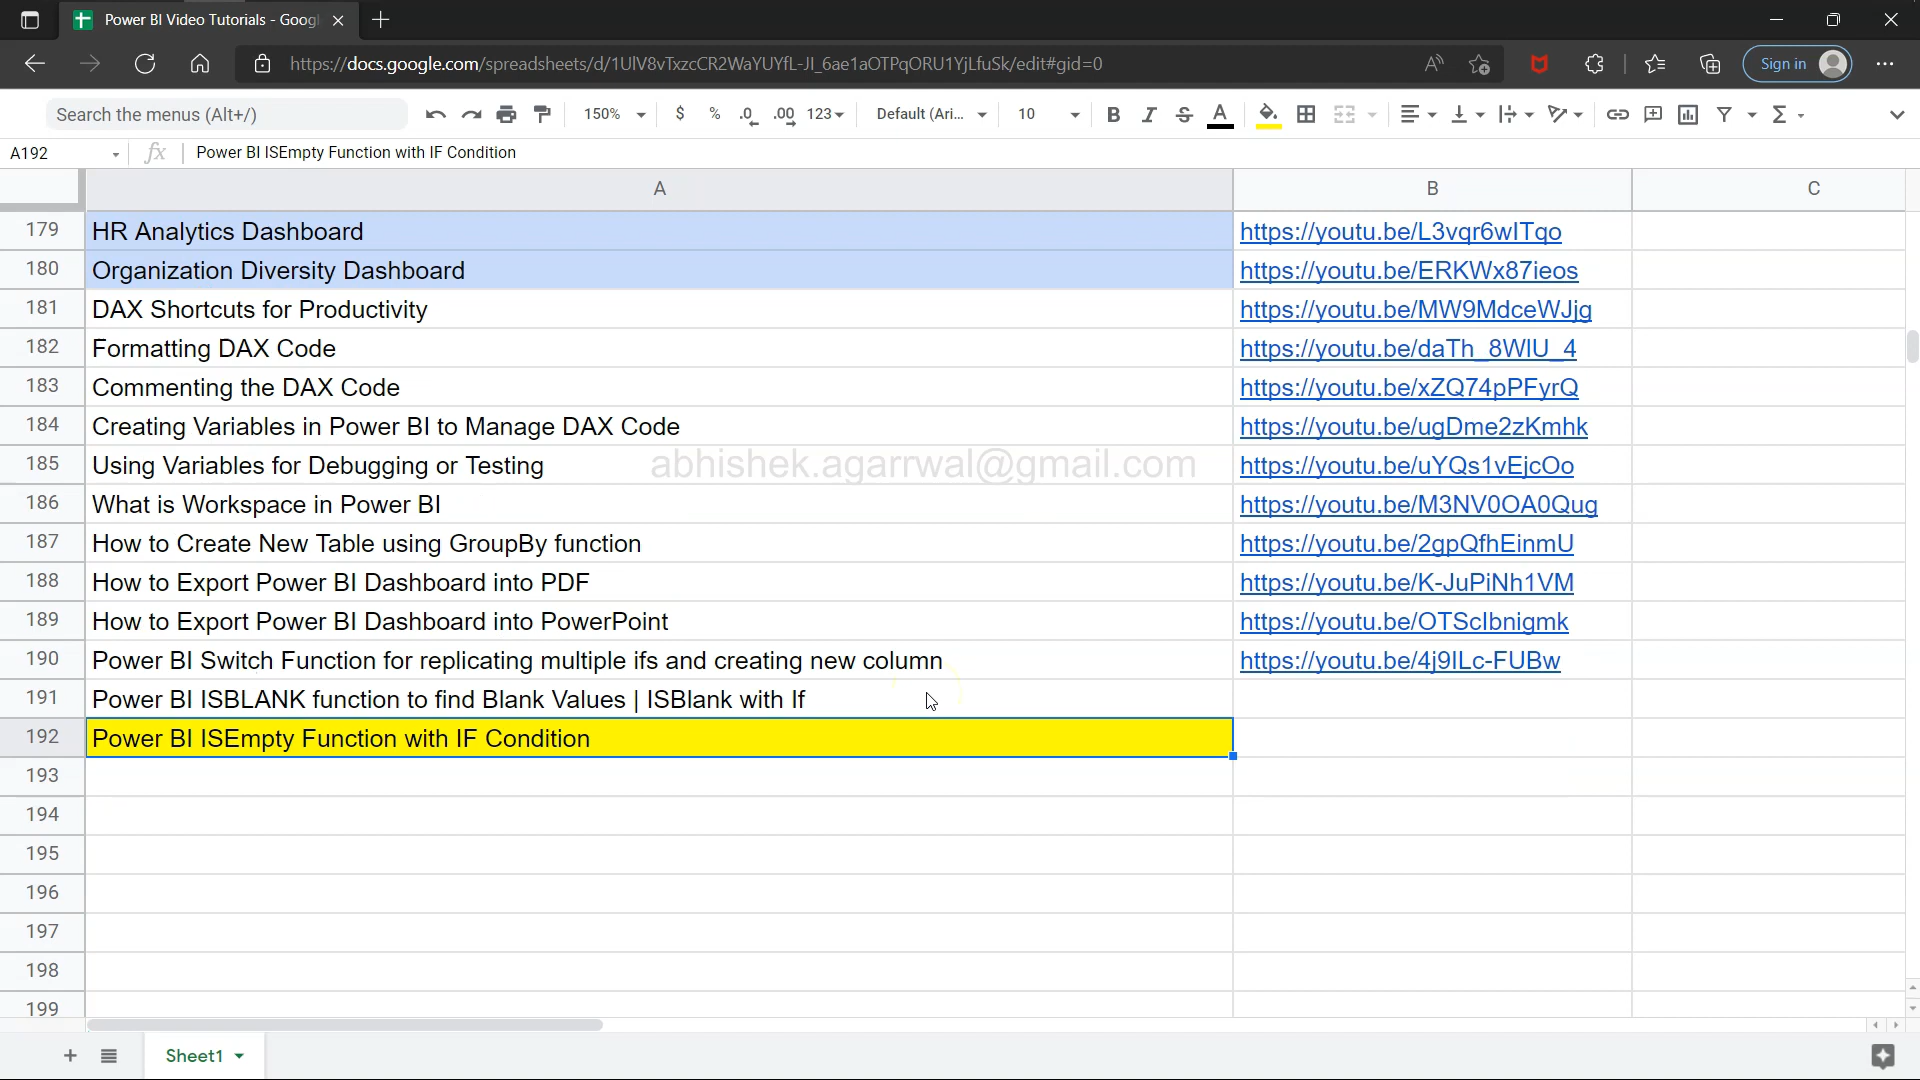 Power BI Video Tutorials - Goog
https://docs.google.com/spreadsheets/d/1UlV8vTxzcCR2WaYUYfL-JI_6ae1aOTPqORU1YjLfuSk/edit#gid=0
Sign in
Search the menus (Alt+/)
150% $ % .0 .00 123 Default (Ari... 10 B I S A
A192 fx Power BI ISEmpty Function with IF Condition
A B C
179 HR Analytics Dashboard https://youtu.be/L3vqr6wITqo
180 Organization Diversity Dashboard https://youtu.be/ERKWx87ieos
181 DAX Shortcuts for Productivity https://youtu.be/MW9MdceWJjg
182 Formatting DAX Code https://youtu.be/daTh_8WIU_4
183 Commenting the DAX Code https://youtu.be/xZQ74pPFyrQ
184 Creating Variables in Power BI to Manage DAX Code https://youtu.be/ugDme2zKmhk
185 Using Variables for Debugging or Testing https://youtu.be/uYQs1vEjcOo
abhishek.agarrwal@gmail.com
186 What is Workspace in Power BI https://youtu.be/M3NV0OA0Qug
187 How to Create New Table using GroupBy function https://youtu.be/2gpQfhEinmU
188 How to Export Power BI Dashboard into PDF https://youtu.be/K-JuPiNh1VM
189 How to Export Power BI Dashboard into PowerPoint https://youtu.be/OTSclbnigmk
190 Power BI Switch Function for replicating multiple ifs and creating new column https://youtu.be/4j9ILc-FUBw
191 Power BI ISBLANK function to find Blank Values | ISBlank with If
192 Power BI ISEmpty Function with IF Condition
193
194
195
196
197
198
199
Sheet1